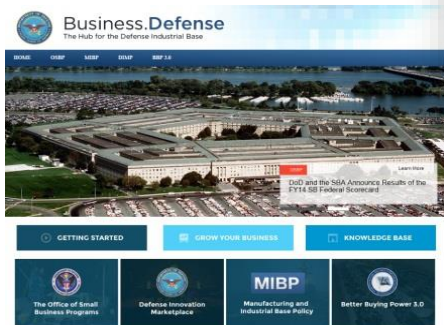 Business.Defense
The Hub for the Defense Industrial Base
HOME OSBP MIBP DIMP BBP 3.0
Learn More
DoD and the SBA Announce Results of the
FY14 SB Federal Scorecard
GETTING STARTED
GROW YOUR BUSINESS
KNOWLEDGE BASE
The Office of Small
Business Programs
Defense Innovation
Marketplace
MIBP
Manufacturing and
Industrial Base Policy
Better Buying Power 3.0